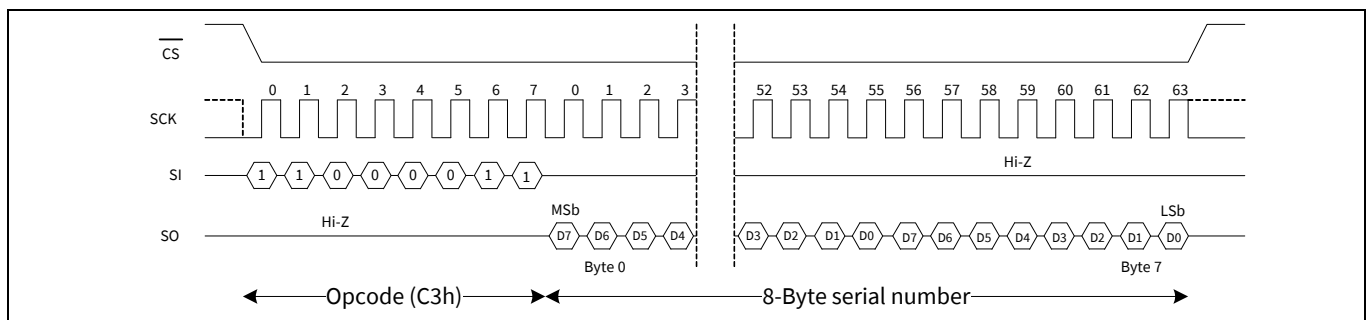 CS
0 1 2 3 4 5 6 7 0 1 2 3 52 53 54 55 56 57 58 59 60 61 62 63
SCK
Hi-Z
SI 1 1 0 0 0 0 1 1
MSb LSb
Hi-Z
SO D7 D6 D5 D4 D3 D2 D1 D0 D7 D6 D5 D4 D3 D2 D1 D0
Byte 0 Byte 7
Opcode (C3h) 8-Byte serial number